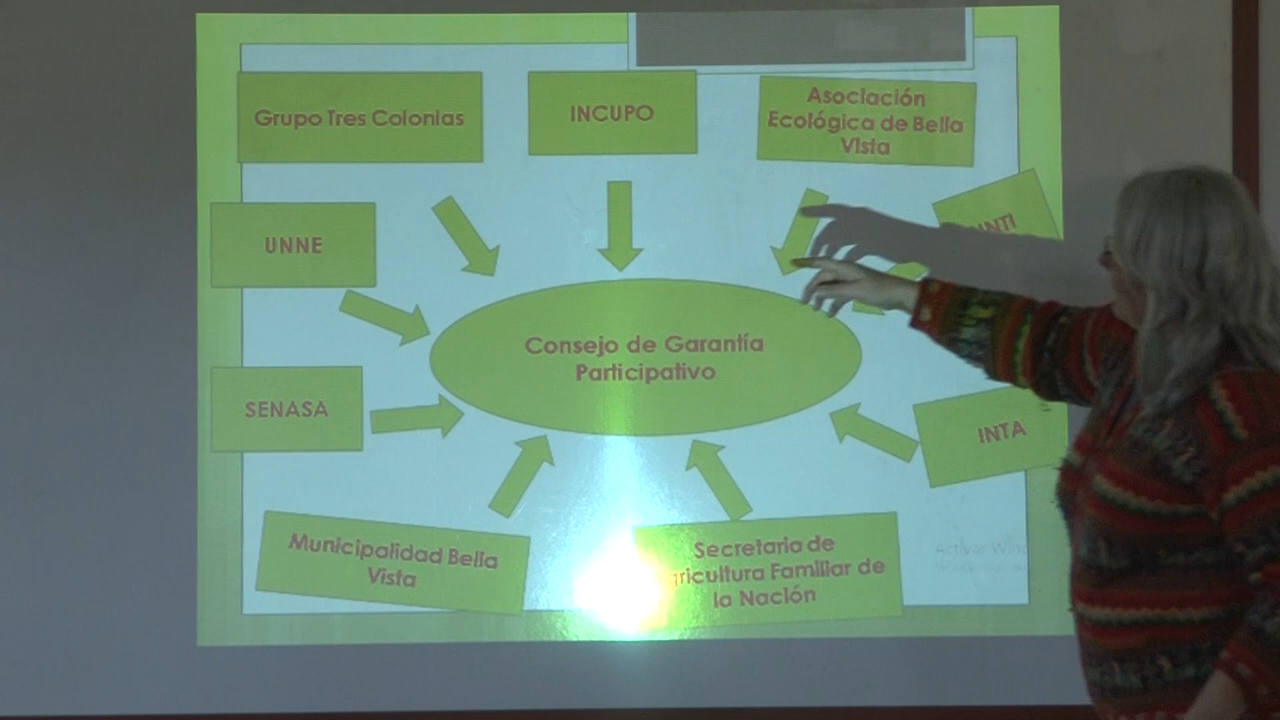 Grupo Tres Colonias
INCUPO
Asociación
Ecológica de Bella
Vista
UNNE
Consejo de Garantía
Participativo
SENASA
INTA
Municipalidad Bella
Vista
Secretaria de
la Nación
Familiar de
Activar